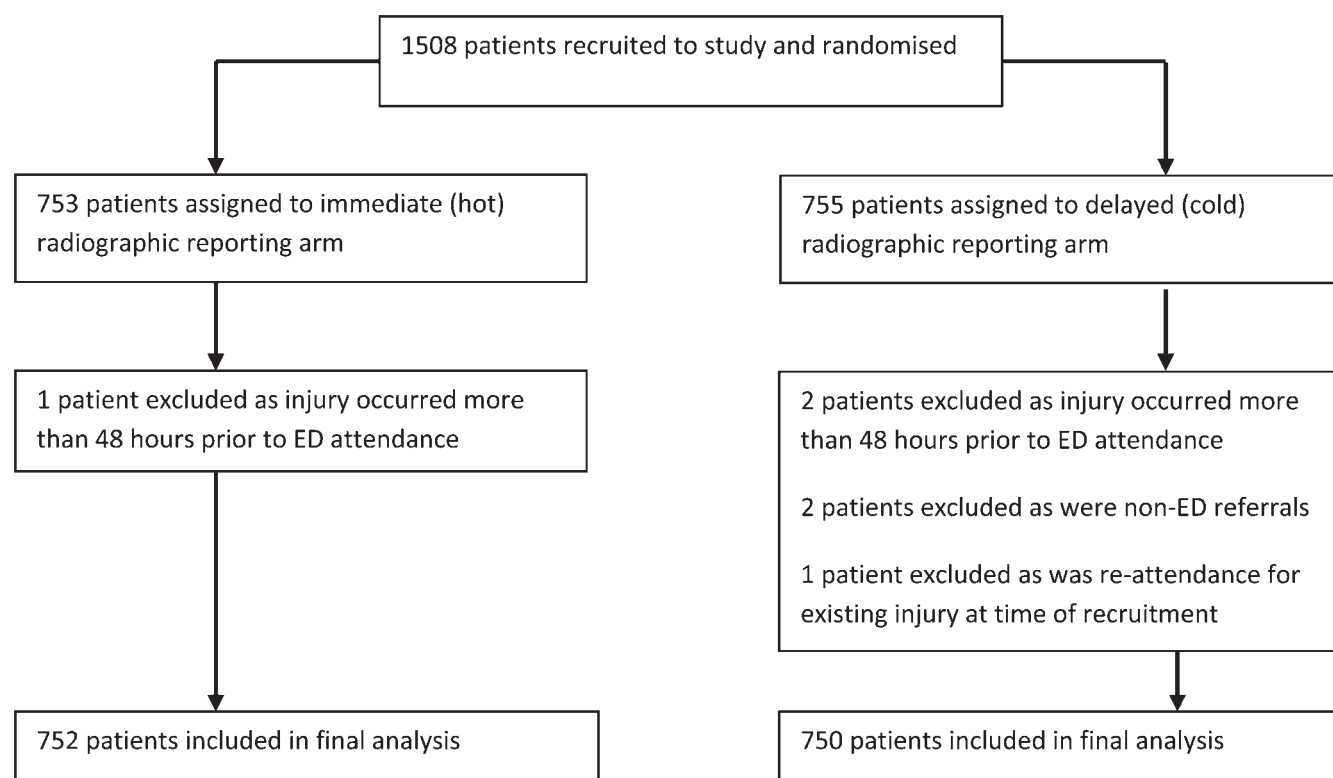 1508 patients recruited to study and randomised
753 patients assigned to immediate (hot)
radiographic reporting arm
755 patients assigned to delayed (cold)
radiographic reporting arm
1 patient excluded as injury occurred more
than 48 hours prior to ED attendance
2 patients excluded as injury occurred more
than 48 hours prior to ED attendance
2 patients excluded as were non-ED referrals
1 patient excluded as was re-attendance for
existing injury at time of recruitment
752 patients included in final analysis
750 patients included in final analysis